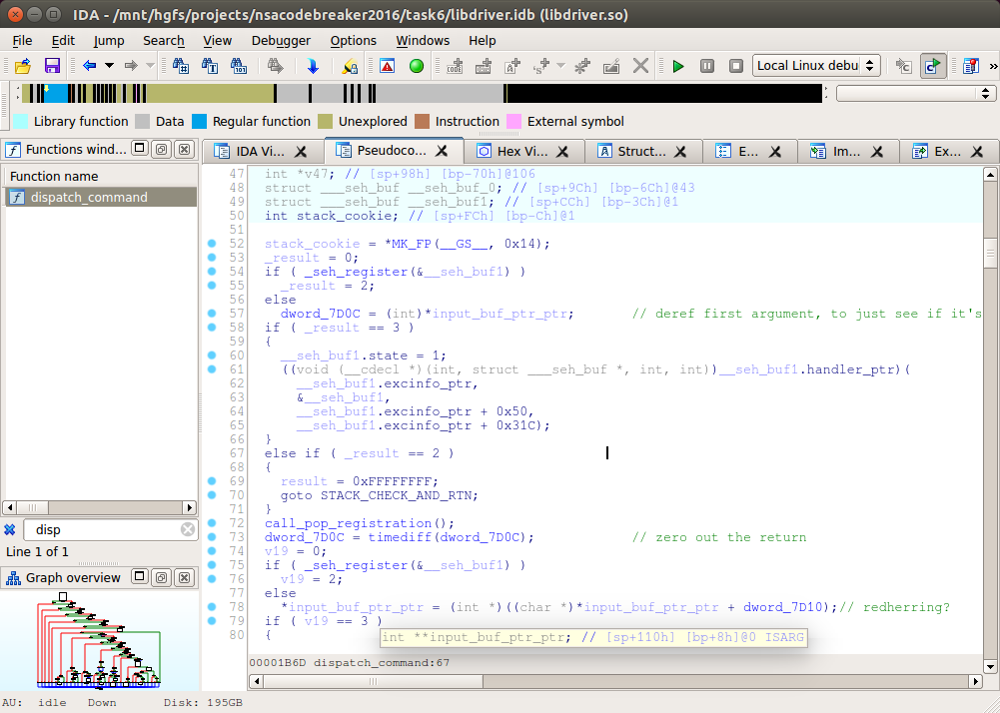 IDA - /mnt/hgfs/projects/nsacodebreaker2016/task6/libdriver.idb (libdriver.so)
File Edit Jump Search View Debugger Options Windows Help
Local Linux debu
Library function Data Regular function Unexplored Instruction External symbol
Functions wind...
IDA Vi... Pseudoco... Hex Vi... Struct... E... Im... Ex...
Function name
dispatch_command
47 int *v47; // [sp+98h] [bp-70h]@106
48 struct ___seh_buf __seh_buf_0; // [sp+9Ch] [bp-6Ch]@43
49 struct ___seh_buf __seh_buf1; // [sp+CCh] [bp-3Ch]@1
50 int stack_cookie; // [sp+FCh] [bp-Ch]@1
51
52 stack_cookie = *MK_FP(__GS__, 0x14);
53 _result = 0;
54 if ( _seh_register(&__seh_buf1) )
55 _result = 2;
56 else
57 dword_7D0C = (int)*input_buf_ptr_ptr; // deref first argument, to just see if it's
58 if ( _result == 3 )
59 {
60 __seh_buf1.state = 1;
61 ((void (__cdecl *)(int, struct ___seh_buf *, int, int))__seh_buf1.handler_ptr)(
62 __seh_buf1.excinfo_ptr,
63 &__seh_buf1,
64 __seh_buf1.excinfo_ptr + 0x50,
65 __seh_buf1.excinfo_ptr + 0x31C);
66 }
67 else if ( _result == 2 )
68 {
69 result = 0xFFFFFFFF;
70 goto STACK_CHECK_AND_RTN;
71 }
72 call_pop_registration();
73 dword_7D0C = timediff(dword_7D0C); // zero out the return
74 v19 = 0;
75 if ( _seh_register(&__seh_buf1) )
76 v19 = 2;
77 else
78 *input_buf_ptr_ptr = (int *)((char *)*input_buf_ptr_ptr + dword_7D10);// redherring?
79 if ( v19 == 3 )
80 {
int **input_buf_ptr_ptr; // [sp+110h] [bp+8h]@0 ISARG
00001B6D dispatch_command:67
disp
Line 1 of 1
Graph overview
AU: idle Down Disk: 195GB